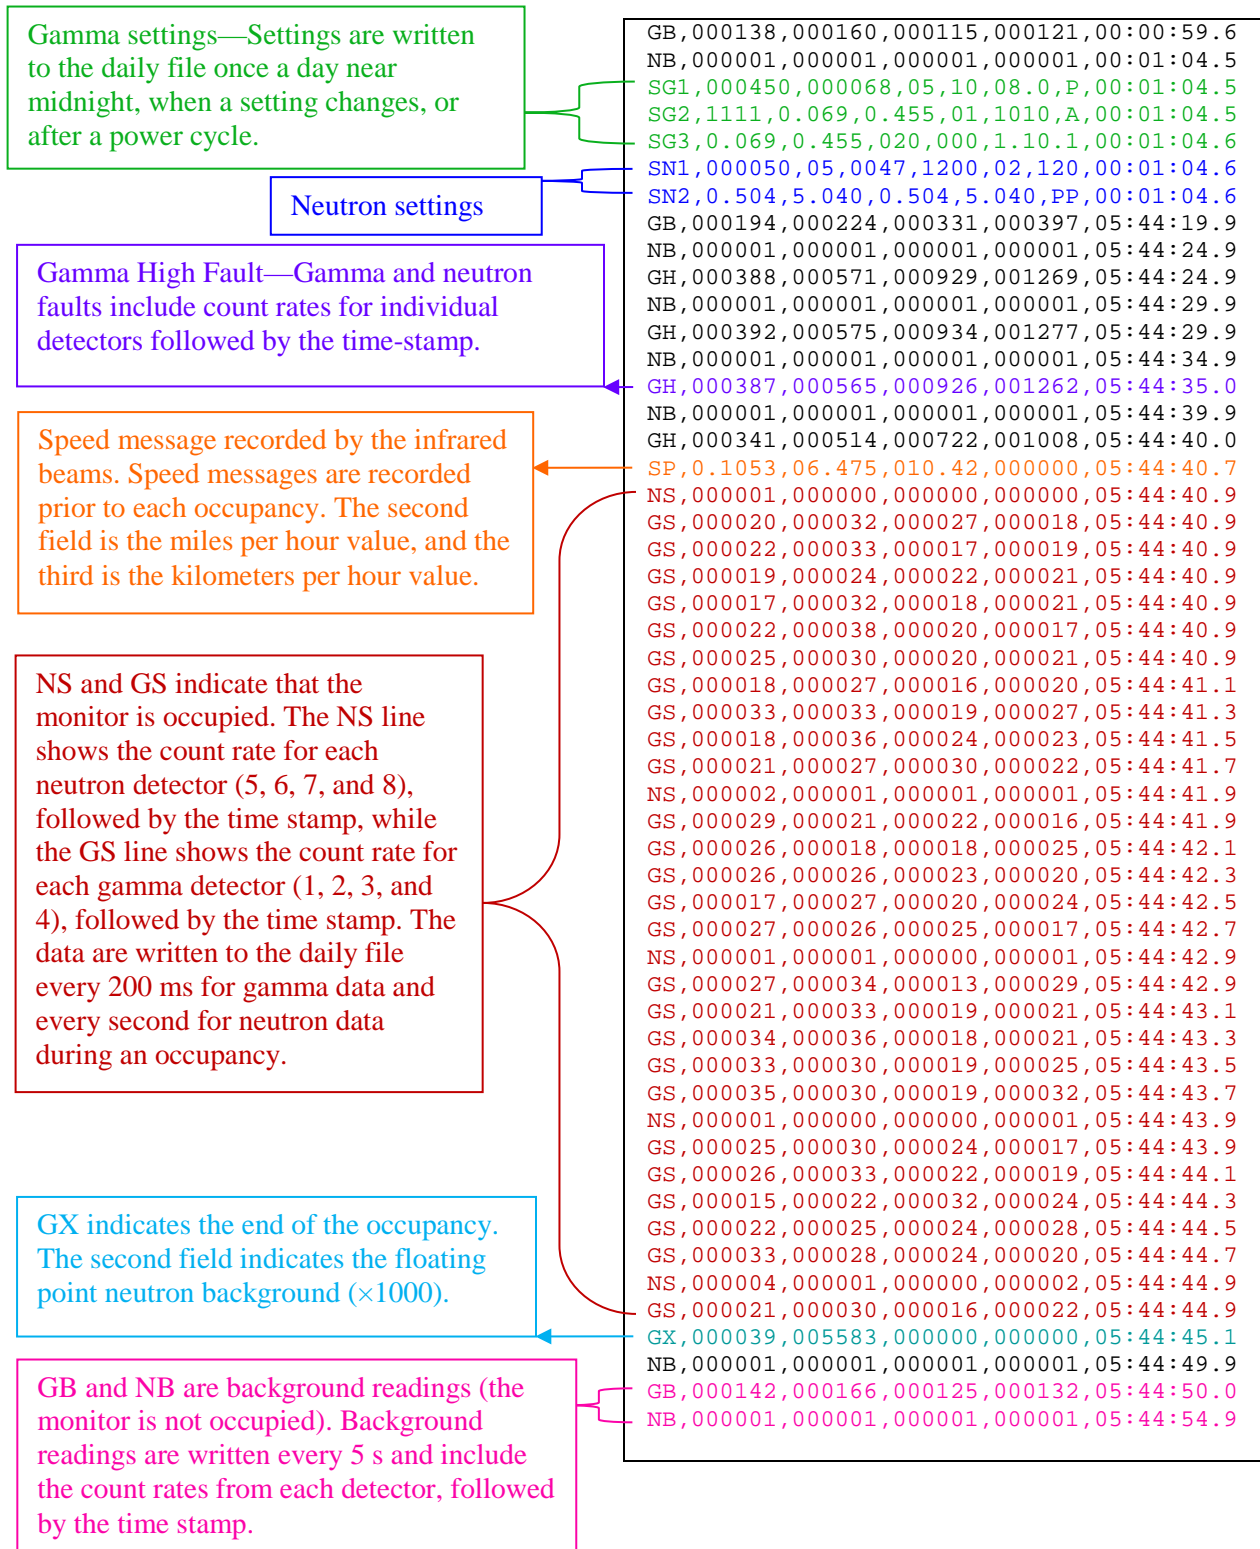 Gamma settings—Settings are written
to the daily file once a day near
midnight, when a setting changes, or
after a power cycle.
Neutron settings
Gamma High Fault—Gamma and neutron
faults include count rates for individual
detectors followed by the time-stamp.
Speed message recorded by the infrared
beams. Speed messages are recorded
prior to each occupancy. The second
field is the miles per hour value, and the
third is the kilometers per hour value.
NS and GS indicate that the
monitor is occupied. The NS line
shows the count rate for each
neutron detector (5, 6, 7, and 8),
followed by the time stamp, while
the GS line shows the count rate for
each gamma detector (1, 2, 3, and
4), followed by the time stamp. The
data are written to the daily file
every 200 ms for gamma data and
every second for neutron data
during an occupancy.
GX indicates the end of the occupancy.
The second field indicates the floating
point neutron background (×1000).
GB and NB are background readings (the
monitor is not occupied). Background
readings are written every 5 s and include
the count rates from each detector, followed
by the time stamp.
GB,000138,000160,000115,000121,00:00:59.6
NB,000001,000001,000001,000001,00:01:04.5
SG1,000450,000068,05,10,08.0,P,00:01:04.5
SG2,1111,0.069,0.455,01,1010,A,00:01:04.5
SG3,0.069,0.455,020,000,1.10.1,00:01:04.6
SN1,000050,05,0047,1200,02,120,00:01:04.6
SN2,0.504,5.040,0.504,5.040,PP,00:01:04.6
GB,000194,000224,000331,000397,05:44:19.9
NB,000001,000001,000001,000001,05:44:24.9
GH,000388,000571,000929,001269,05:44:24.9
NB,000001,000001,000001,000001,05:44:29.9
GH,000392,000575,000934,001277,05:44:29.9
NB,000001,000001,000001,000001,05:44:34.9
GH,000387,000565,000926,001262,05:44:35.0
NB,000001,000001,000001,000001,05:44:39.9
GH,000341,000514,000722,001008,05:44:40.0
SP,0.1053,06.475,010.42,000000,05:44:40.7
NS,000001,000000,000000,000000,05:44:40.9
GS,000020,000032,000027,000018,05:44:40.9
GS,000022,000033,000017,000019,05:44:40.9
GS,000019,000024,000022,000021,05:44:40.9
GS,000017,000032,000018,000021,05:44:40.9
GS,000022,000038,000020,000017,05:44:40.9
GS,000025,000030,000020,000021,05:44:40.9
GS,000018,000027,000016,000020,05:44:41.1
GS,000033,000033,000019,000027,05:44:41.3
GS,000018,000036,000024,000023,05:44:41.5
GS,000021,000027,000030,000022,05:44:41.7
NS,000002,000001,000001,000001,05:44:41.9
GS,000029,000021,000022,000016,05:44:41.9
GS,000026,000018,000018,000025,05:44:42.1
GS,000026,000026,000023,000020,05:44:42.3
GS,000017,000027,000020,000024,05:44:42.5
GS,000027,000026,000025,000017,05:44:42.7
NS,000001,000001,000000,000001,05:44:42.9
GS,000027,000034,000013,000029,05:44:42.9
GS,000021,000033,000019,000021,05:44:43.1
GS,000034,000036,000018,000021,05:44:43.3
GS,000033,000030,000019,000025,05:44:43.5
GS,000035,000030,000019,000032,05:44:43.7
NS,000001,000000,000000,000001,05:44:43.9
GS,000025,000030,000024,000017,05:44:43.9
GS,000026,000033,000022,000019,05:44:44.1
GS,000015,000022,000032,000024,05:44:44.3
GS,000022,000025,000024,000028,05:44:44.5
GS,000033,000028,000024,000020,05:44:44.7
NS,000004,000001,000000,000002,05:44:44.9
GS,000021,000030,000016,000022,05:44:44.9
GX,000039,005583,000000,000000,05:44:45.1
NB,000001,000001,000001,000001,05:44:49.9
GB,000142,000166,000125,000132,05:44:50.0
NB,000001,000001,000001,000001,05:44:54.9